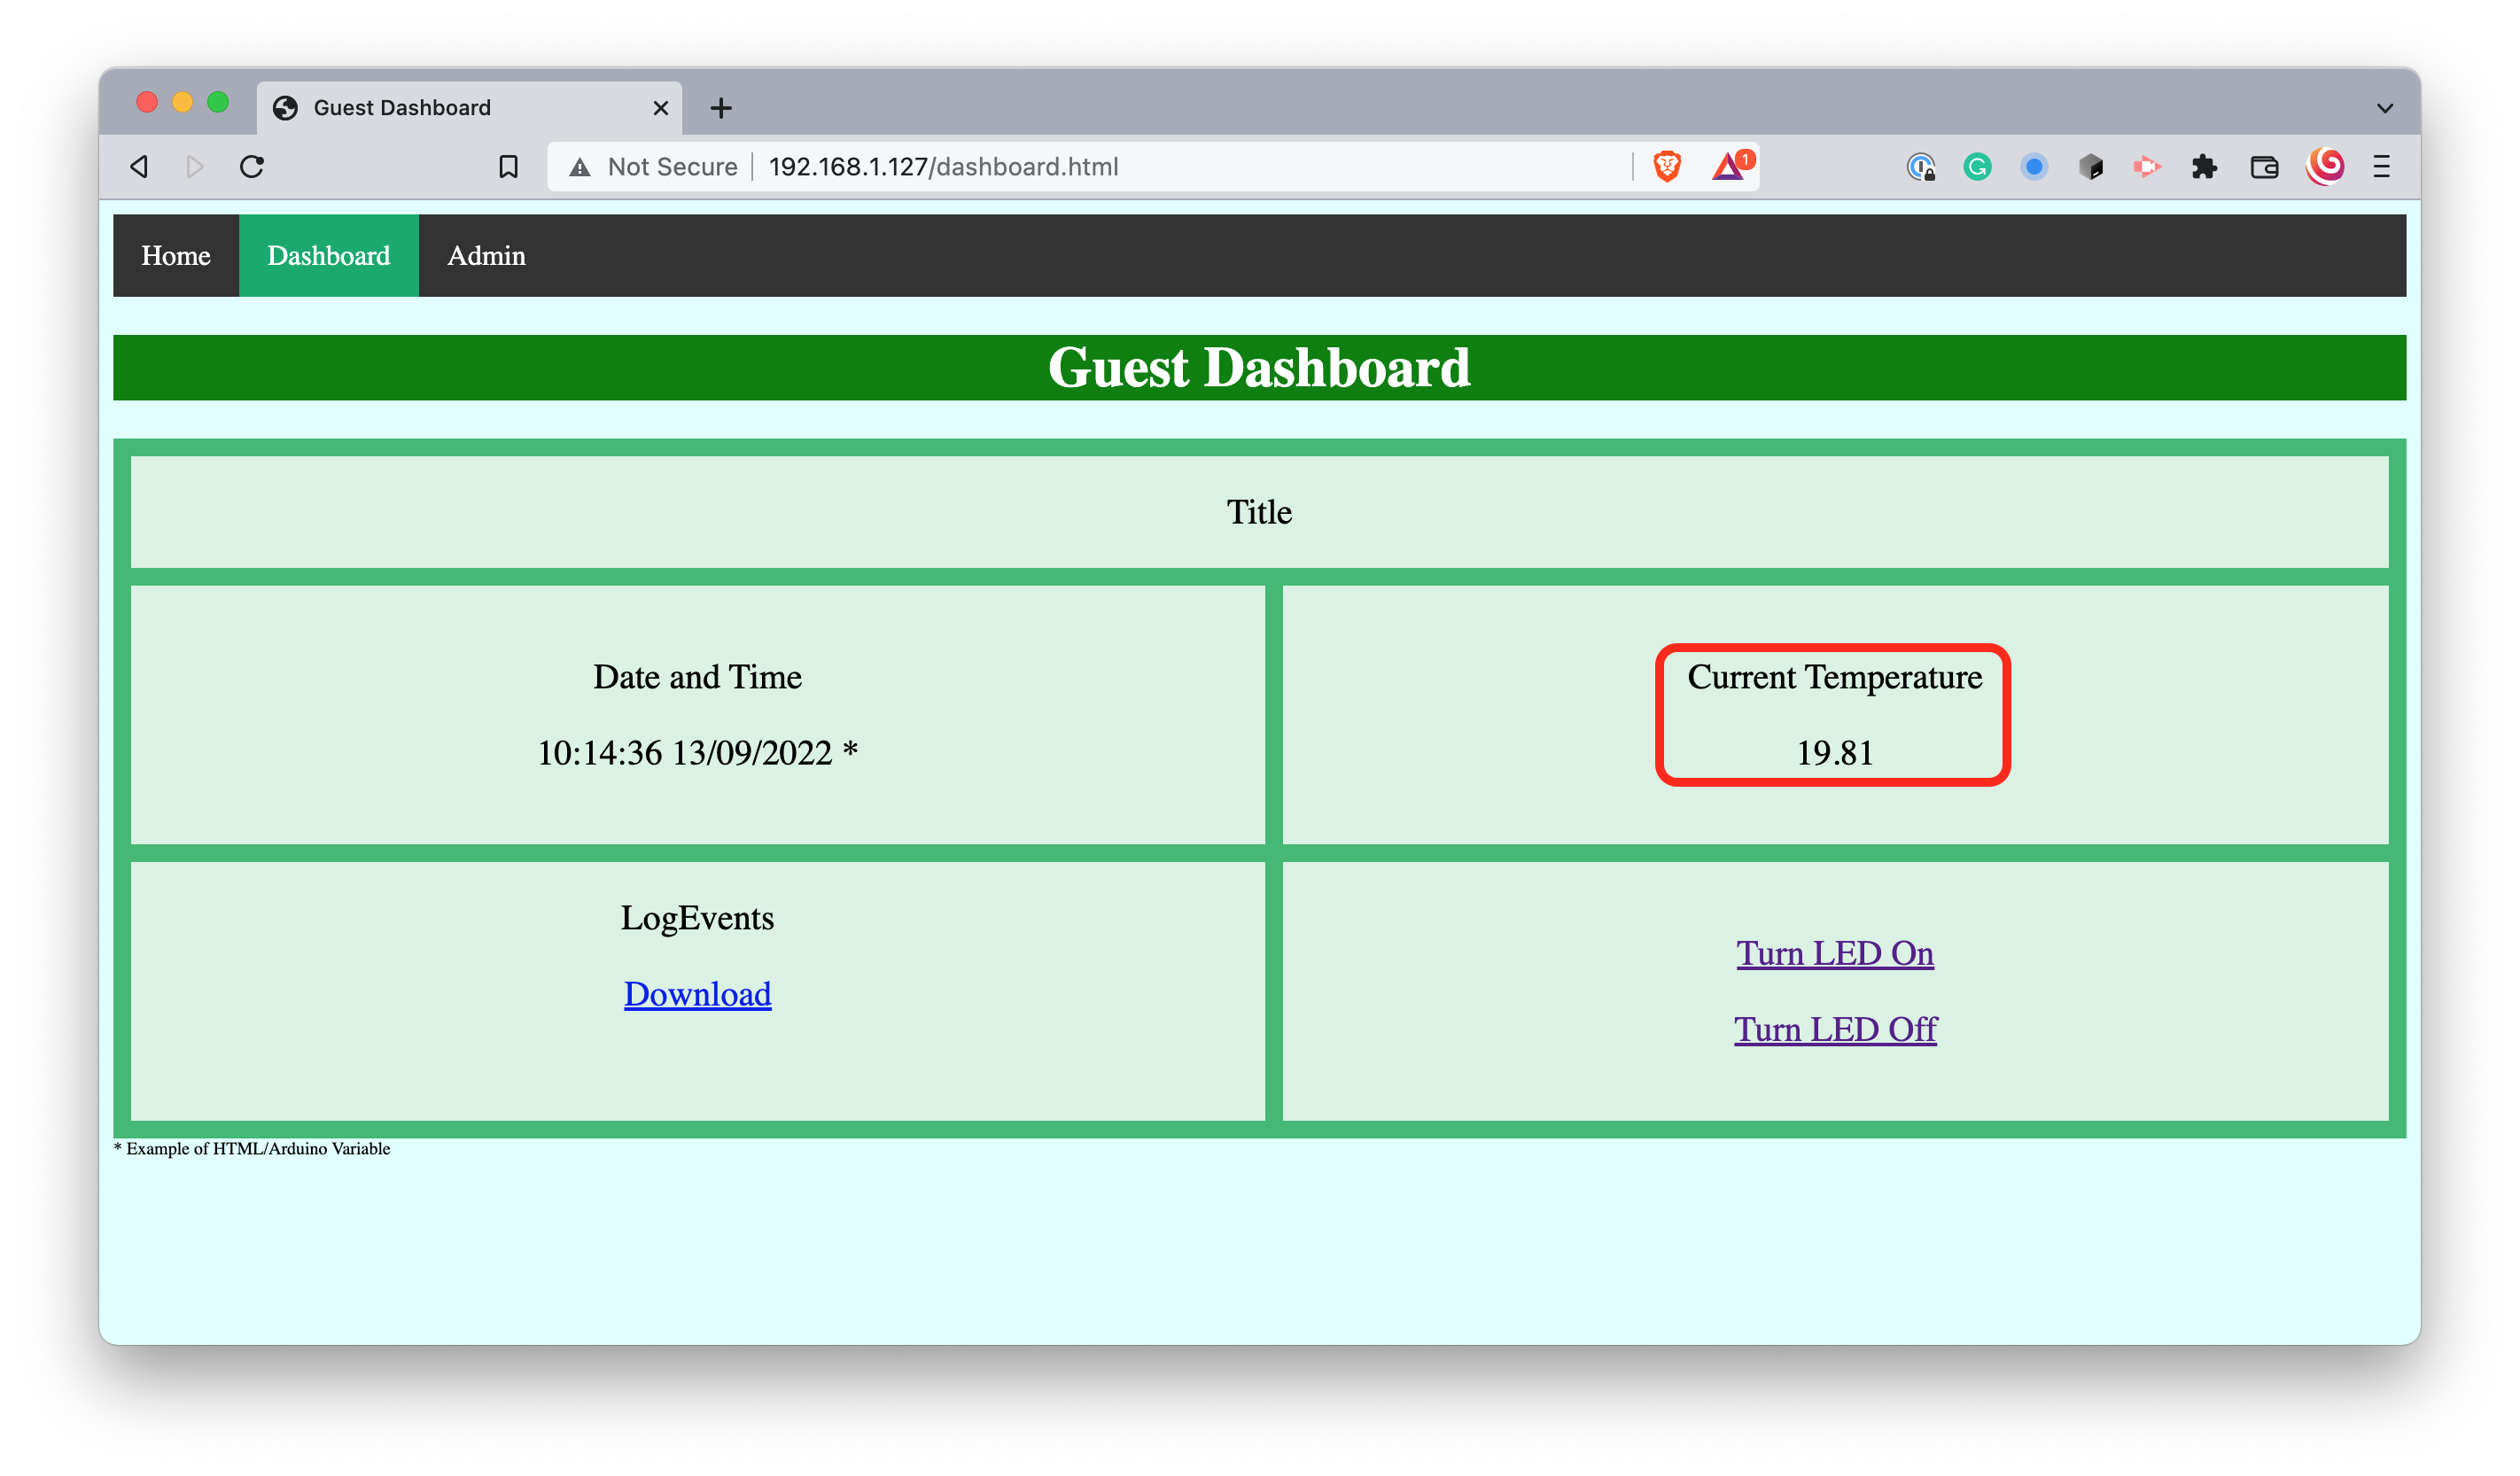 Guest Dashboard
Not Secure 192.168.1.127/dashboard.html 1
Home Dashboard Admin
Guest Dashboard
Title
Date and Time
10:14:36 13/09/2022 *
Current Temperature
19.81
LogEvents
Download
Turn LED On
Turn LED Off
* Example of HTML/Arduino Variable